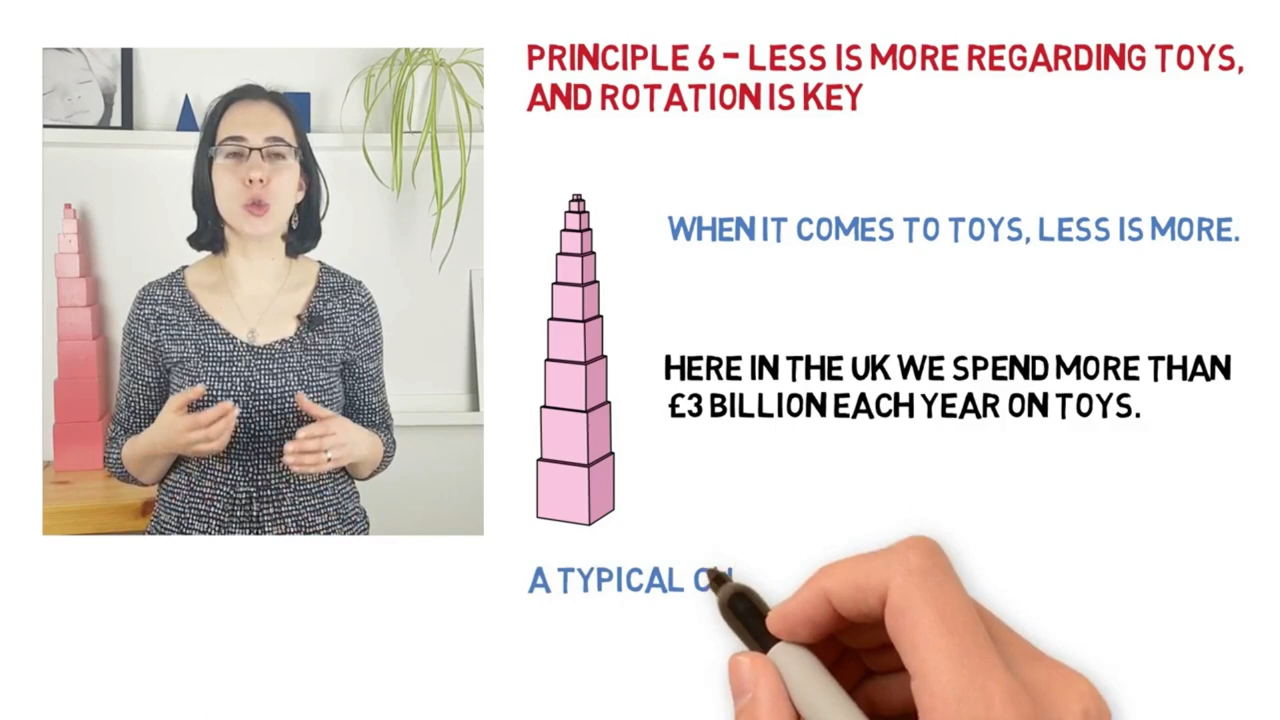 PRINCIPLE 6 - LESS IS MORE REGARDING TOYS,
AND ROTATION IS KEY
WHEN IT COMES TO TOYS, LESS IS MORE.
HERE IN THE UK WE SPEND MORE THAN
£3 BILLION EACH YEAR ON TOYS.
A TYPICAL